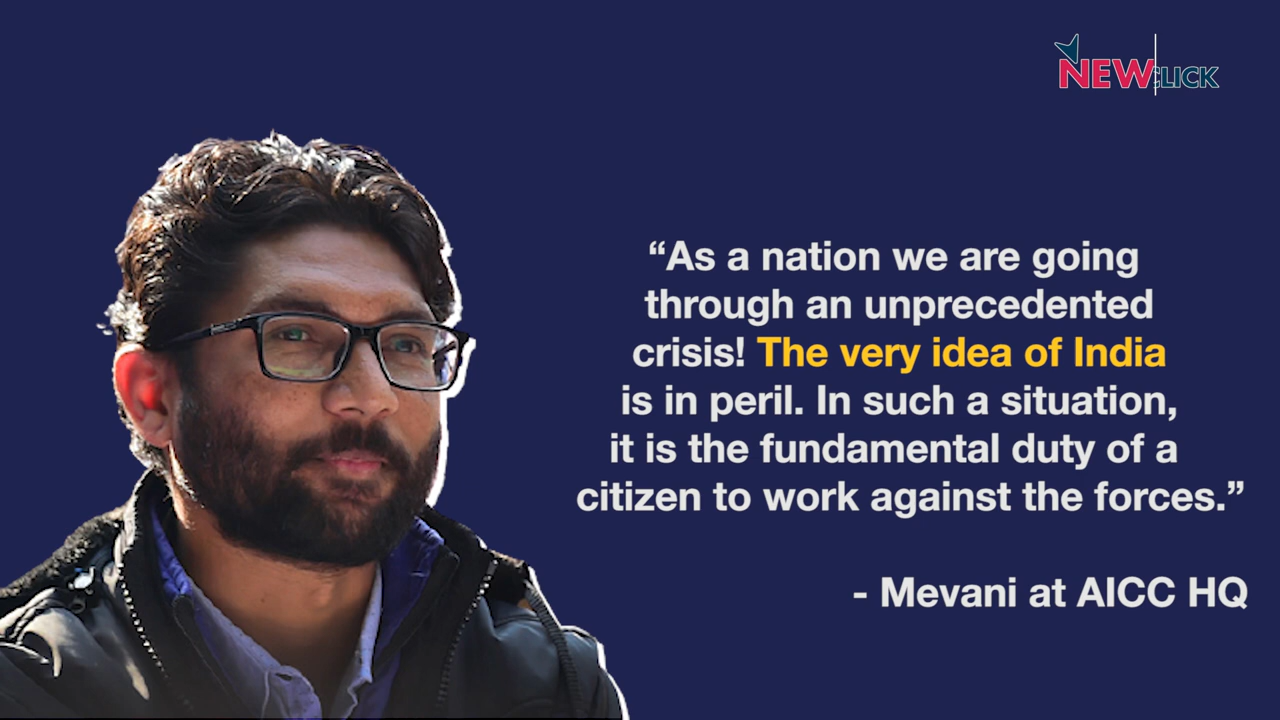 NEWCLICK
“As a nation we are going
through an unprecedented
crisis! The very idea of India
is in peril. In such a situation,
it is the fundamental duty of a
citizen to work against the forces.”
- Mevani at AICC HQ